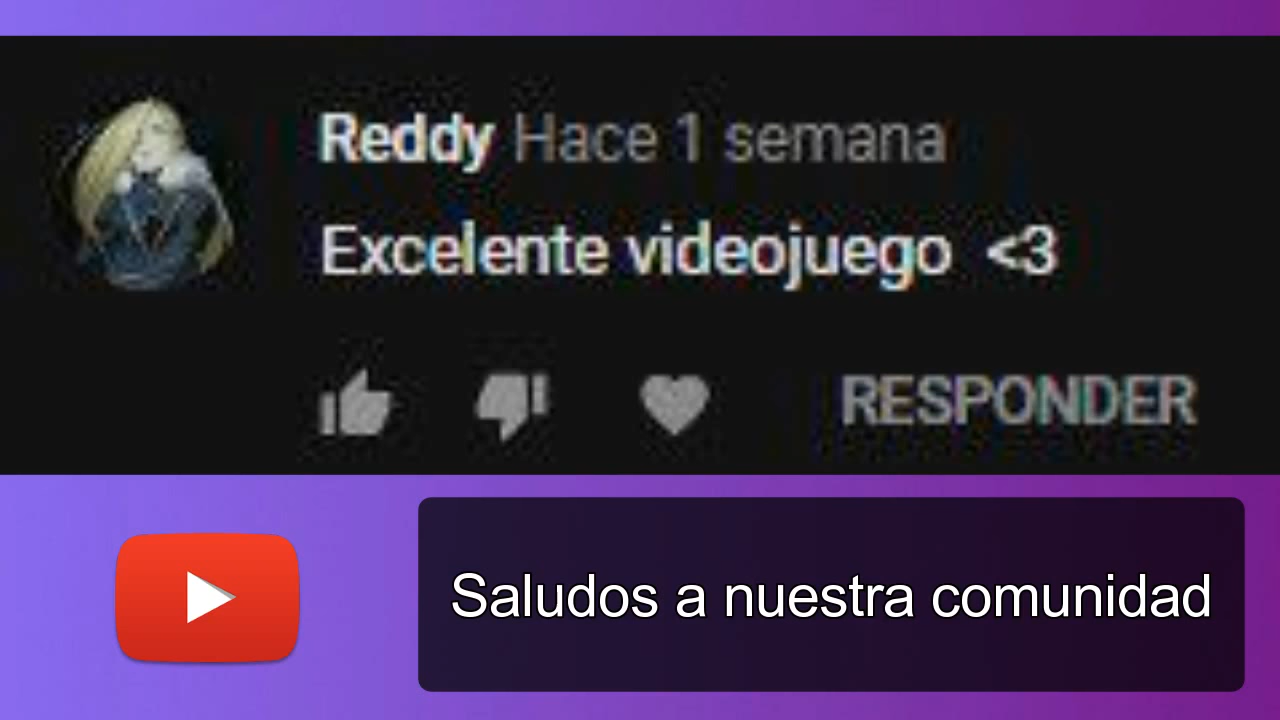 Reddy Hace 1 semana
Excelente videojuego <3
RESPONDER
Saludos a nuestra comunidad